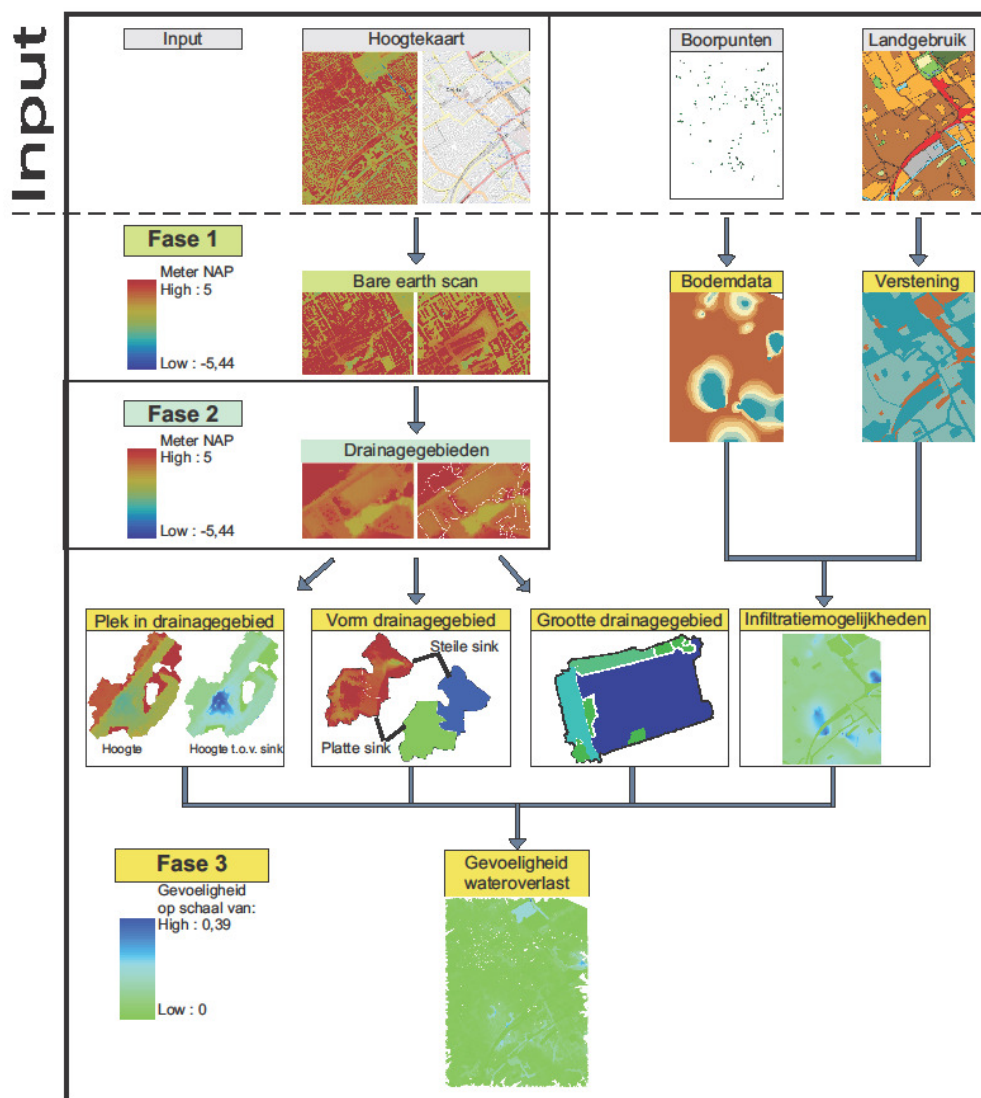 Input
Input
Hoogtekaart
Boorpunten
Landgebruik
Fase 1
Meter NAP
High : 5
Low : -5,44
Bare earth scan
Bodemdata
Verstening
Fase 2
Meter NAP
High : 5
Low : -5,44
Drainagegebieden
Plek in drainagegebied
Hoogte
Hoogte t.o.v. sink
Vorm drainagegebied
Steile sink
Platte sink
Grootte drainagegebied
Infiltratiemogelijkheden
Fase 3
Gevoeligheid
op schaal van:
High : 0,39
Low : 0
Gevoeligheid
wateroverlast